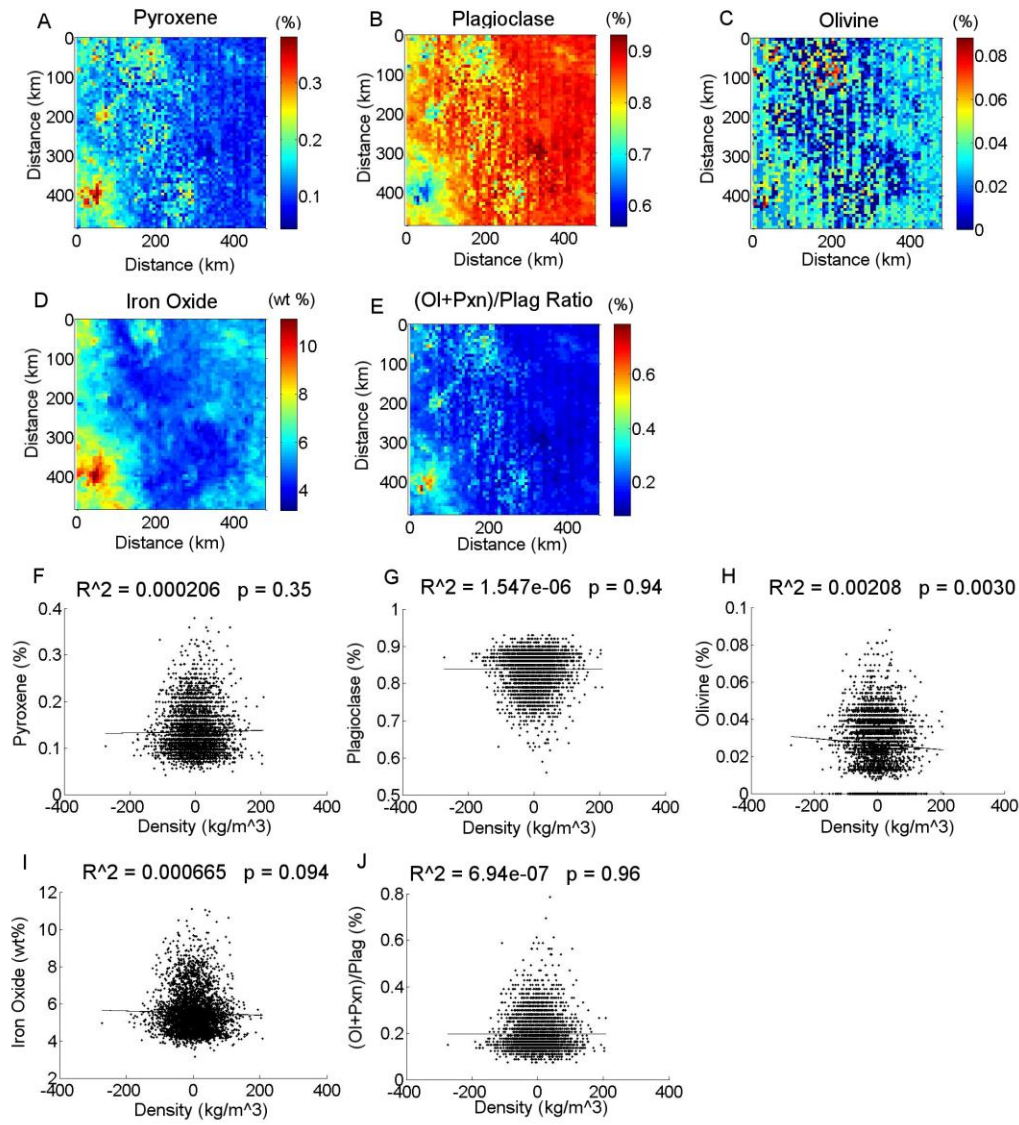 A Pyroxene (%)
0
100
200
300
400
Distance (km)
0 200 400
Distance (km)
0.3
0.2
0.1
B Plagioclase (%)
0
100
200
300
400
Distance (km)
0 200 400
Distance (km)
0.9
0.8
0.7
0.6
C Olivine (%)
0
100
200
300
400
Distance (km)
0 200 400
Distance (km)
0.08
0.06
0.04
0.02
0
D Iron Oxide (wt %)
0
100
200
300
400
Distance (km)
0 200 400
Distance (km)
10
8
6
4
E (Ol+Pxn)/Plag Ratio (%)
0
100
200
300
400
Distance (km)
0 200 400
Distance (km)
0.6
0.4
0.2
F
R^2 = 0.000206 p = 0.35
0.4
0.3
0.2
0.1
0
Pyroxene (%)
-400 -200 0 200 400
Density (kg/m^3)
G
R^2 = 1.547e-06 p = 0.94
1
0.9
0.8
0.7
0.6
0.5
Plagioclase (%)
-400 -200 0 200 400
Density (kg/m^3)
H
R^2 = 0.00208 p = 0.0030
0.1
0.08
0.06
0.04
0.02
0
Olivine (%)
-400 -200 0 200 400
Density (kg/m^3)
I
R^2 = 0.000665 p = 0.094
12
10
8
6
4
2
Iron Oxide (wt%)
-400 -200 0 200 400
Density (kg/m^3)
J
R^2 = 6.94e-07 p = 0.96
0.8
0.6
0.4
0.2
0
(Ol+Pxn)/Plag (%)
-400 -200 0 200 400
Density (kg/m^3)